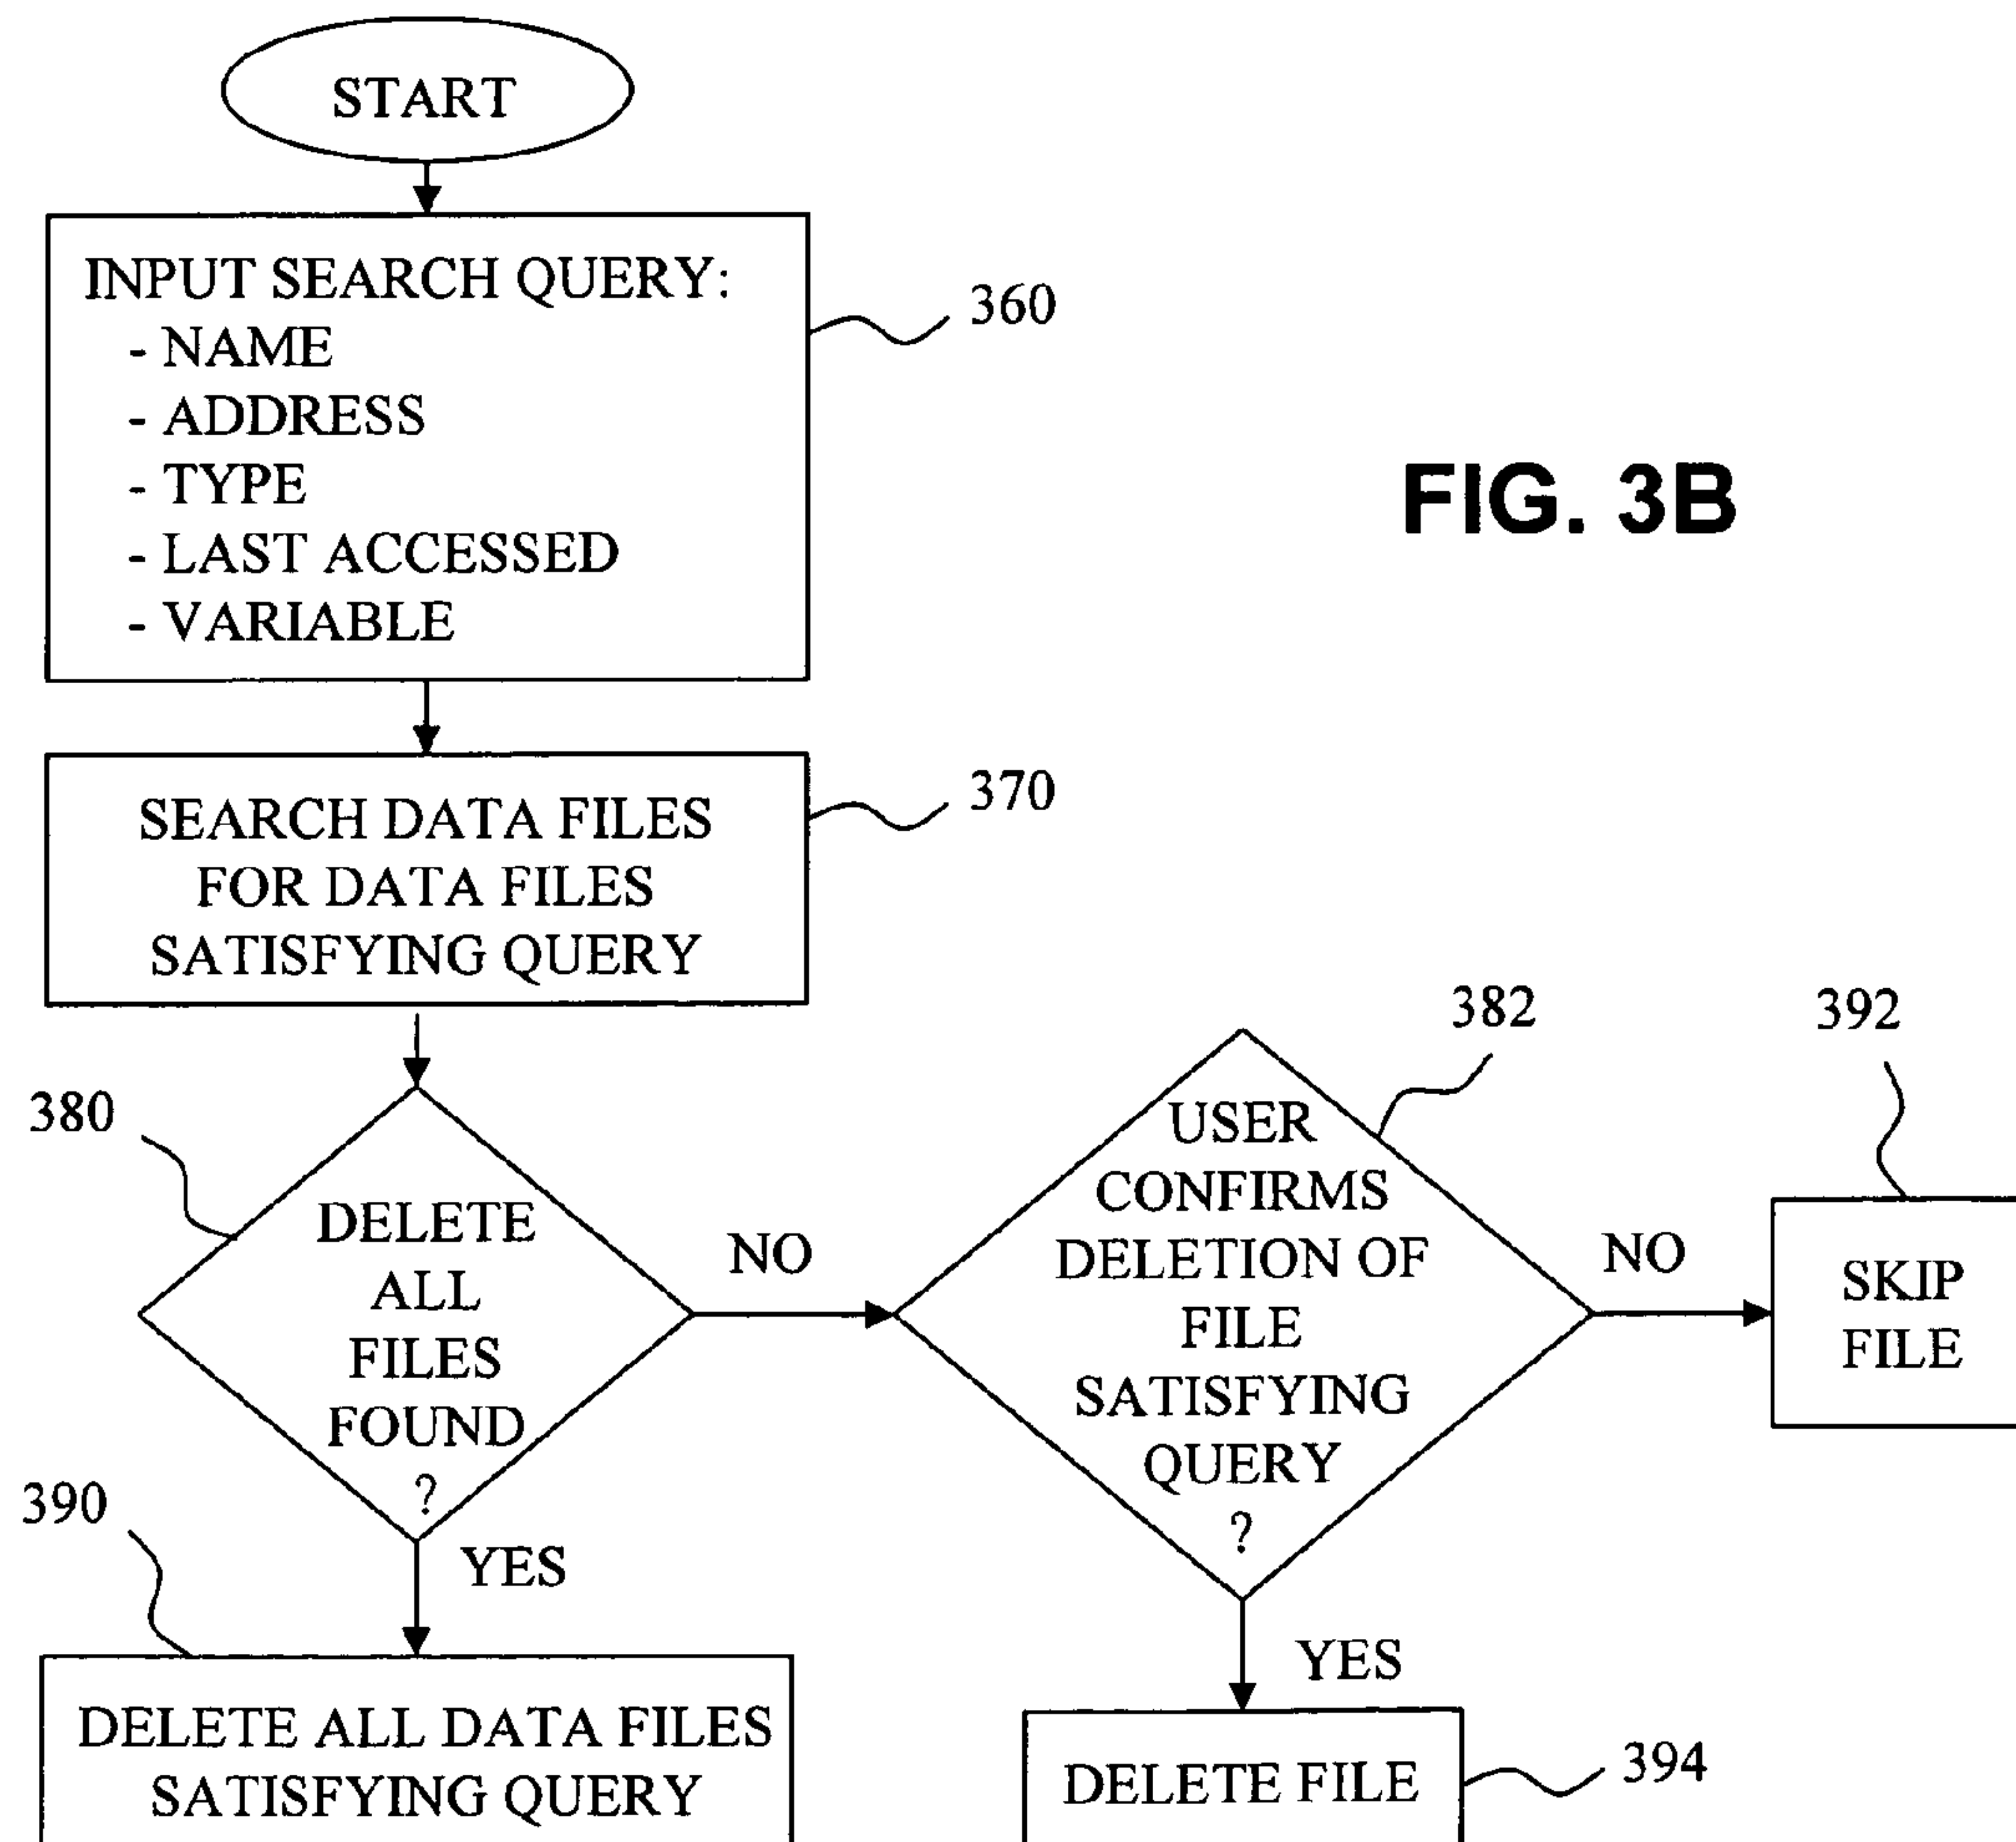 START
INPUT SEARCH QUERY:
- NAME
- ADDRESS
- TYPE
- LAST ACCESSED
- VARIABLE
360
FIG. 3B
SEARCH DATA FILES
FOR DATA FILES
SATISFYING QUERY
370
380
DELETE
ALL
FILES
FOUND
?
NO
YES
382
USER
CONFIRMS
DELETION OF
FILE
SATISFYING
QUERY
?
NO
YES
392
SKIP
FILE
390
DELETE ALL DATA FILES
SATISFYING QUERY
DELETE FILE
394